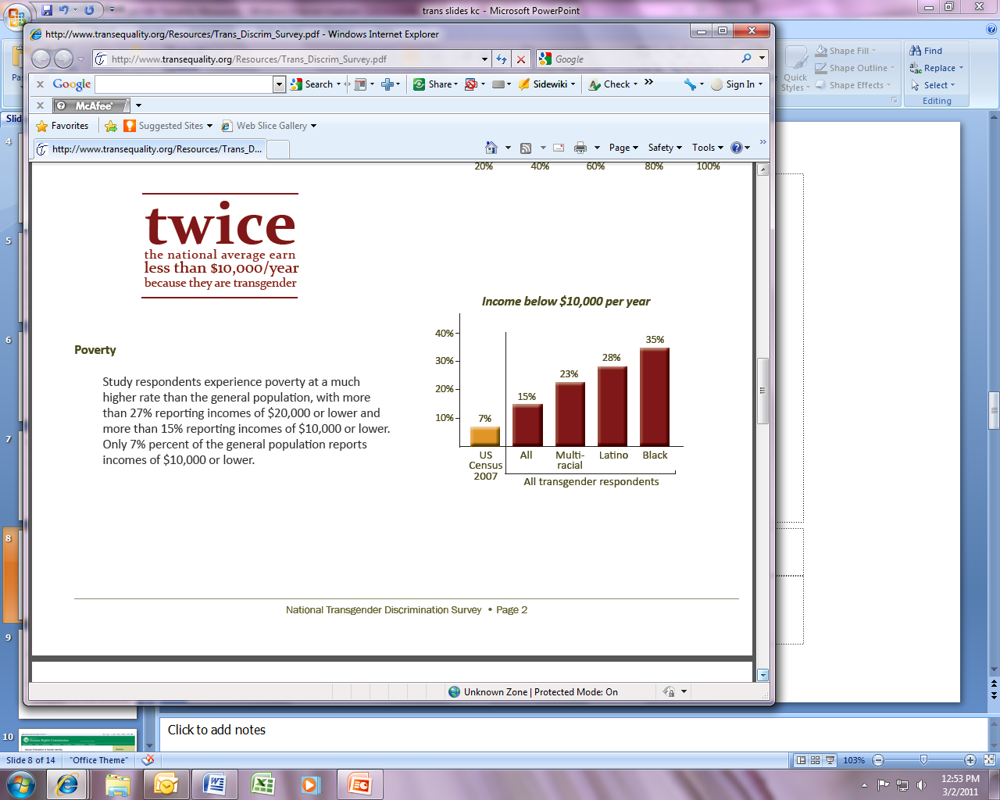 trans slides kc - Microsoft PowerPoint
http://www.transequality.org/Resources/Trans_Discrim_Survey.pdf - Windows Internet Explorer
http://www.transequality.org/Resources/Trans_Discrim_Survey.pdf
Google
Shape Fill
Find
Quick
Styles
Shape Outline
Replace
Shape Effects
Select
Editing
x Google
Search
Share
Sidewiki
Check
Sign In
x McAfee
Favorites
Suggested Sites
Web Slice Gallery
http://www.transequality.org/Resources/Trans_D...
Page
Safety
Tools
Slid
4
5
6
7
8
9
10
20% 40% 60% 80% 100%
twice
the national average earn
less than $10,000/year
because they are transgender
Poverty
Study respondents experience poverty at a much
higher rate than the general population, with more
than 27% reporting incomes of $20,000 or lower and
more than 15% reporting incomes of $10,000 or lower.
Only 7% percent of the general population reports
incomes of $10,000 or lower.
Income below $10,000 per year
40%
30%
20%
10%
7%
15%
23%
28%
35%
US
Census
2007
All
Multi-
racial
Latino
Black
All transgender respondents
National Transgender Discrimination Survey • Page 2
Unknown Zone | Protected Mode: On
Click to add notes
Slide 8 of 14
"Office Theme"
103%
12:53 PM
3/2/2011